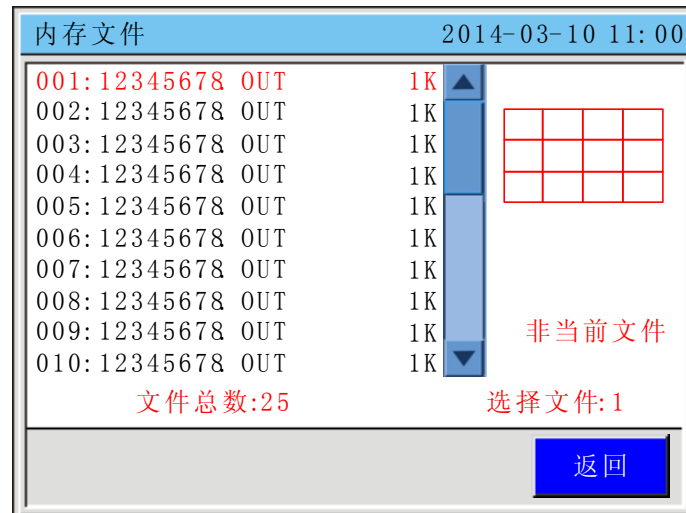 内存文件 2014-03-10 11:00
001:12345678.OUT 1K
002:12345678.OUT 1K
003:12345678.OUT 1K
004:12345678.OUT 1K
005:12345678.OUT 1K
006:12345678.OUT 1K
007:12345678.OUT 1K
008:12345678.OUT 1K
009:12345678.OUT 1K
010:12345678.OUT 1K
非当前文件
文件总数:25 选择文件:1
返回